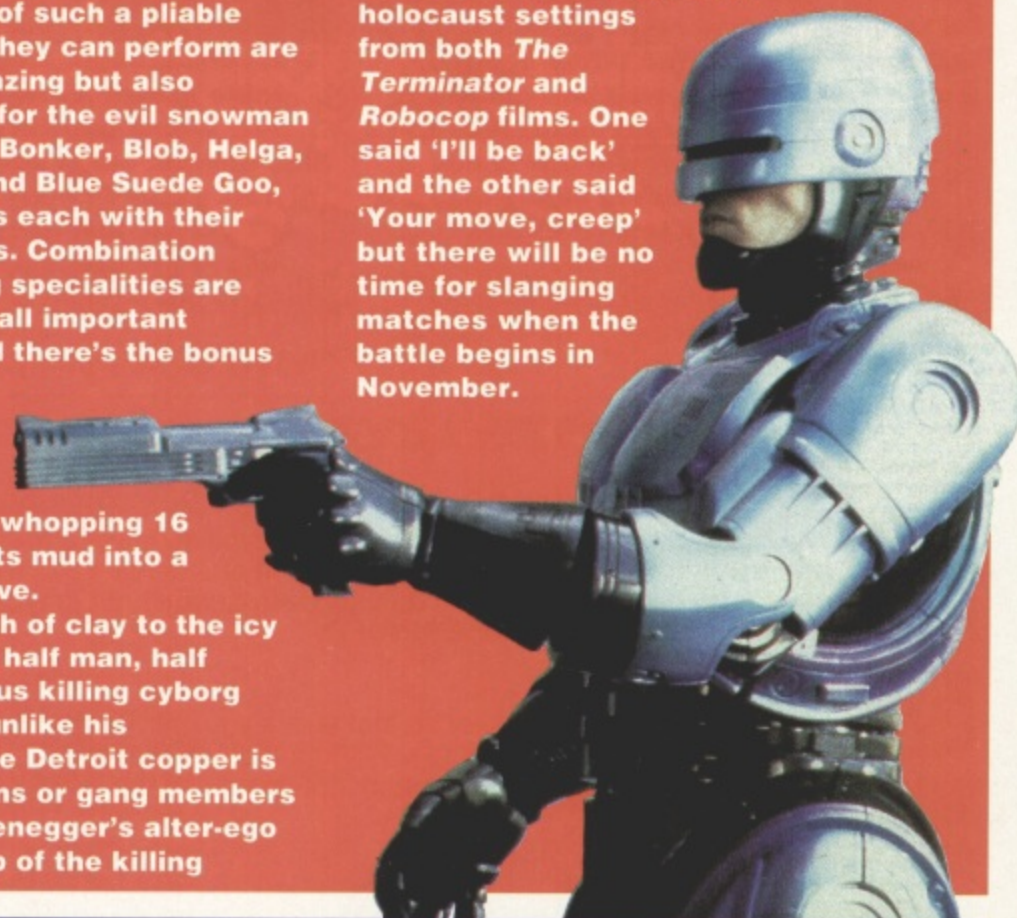 of such a pliable
hey can perform are
azing but also
for the evil snowman
Bonker, Blob, Helga,
nd Blue Suede Goo,
s each with their
s. Combination
specialities are
all important
there's the bonus
whopping 16
ts mud into a
ve.
h of clay to the icy
half man, half
us killing cyborg
nlike his
e Detroit copper is
ns or gang members
enegger's alter-ego
of the killing
holocaust settings
from both The
Terminator and
Robocop films. One
said ‘I'll be back’
and the other said
‘Your move, creep’
but there will be no
time for slanging
matches when the
battle begins in
November.